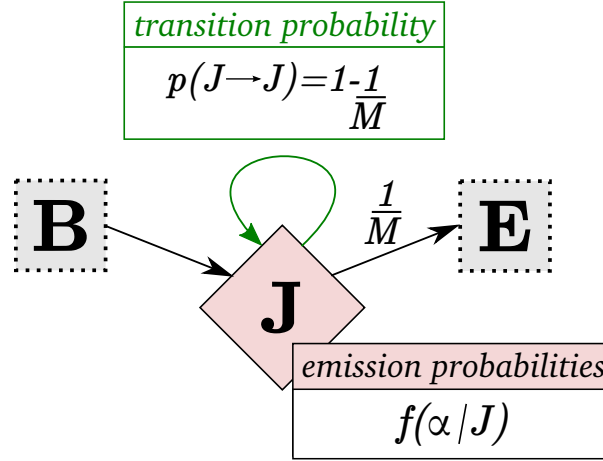 transition probability
p(J→J)=1-1
M
1
M
B
E
J
emission probabilities
f(α|J)